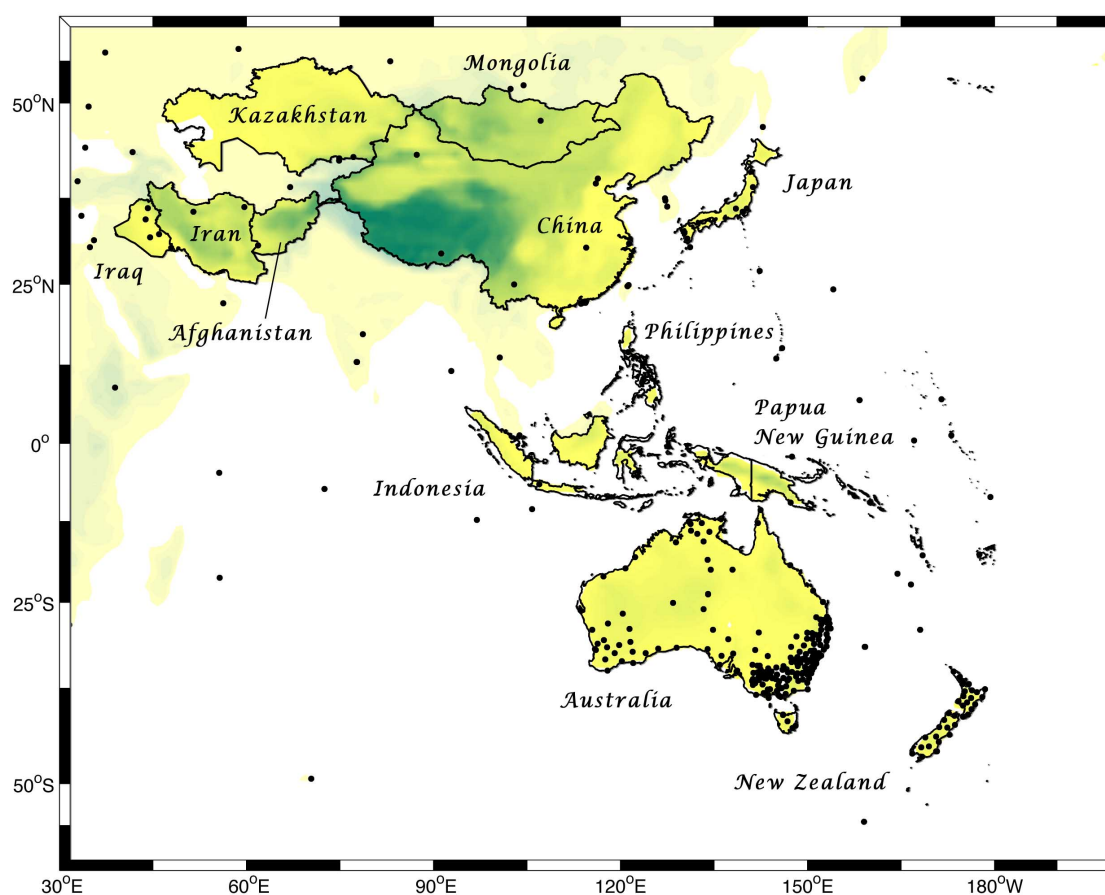 Mongolia
50°N
Kazakhstan
Japan
China
Iran
Iraq
25°N
Afghanistan
Philippines
Papua
New Guinea
0°
Indonesia
25°S
Australia
50°S
New Zealand
30°E 60°E 90°E 120°E 150°E 180°W